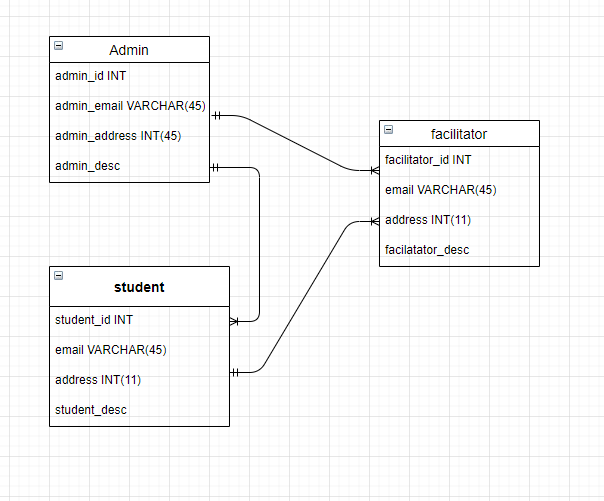 Admin
admin_id INT
admin_email VARCHAR(45)
admin_address INT(45)
admin_desc
facilitator
facilitator_id INT
email VARCHAR(45)
address INT(11)
facilatator_desc
student
student_id INT
email VARCHAR(45)
address INT(11)
student_desc